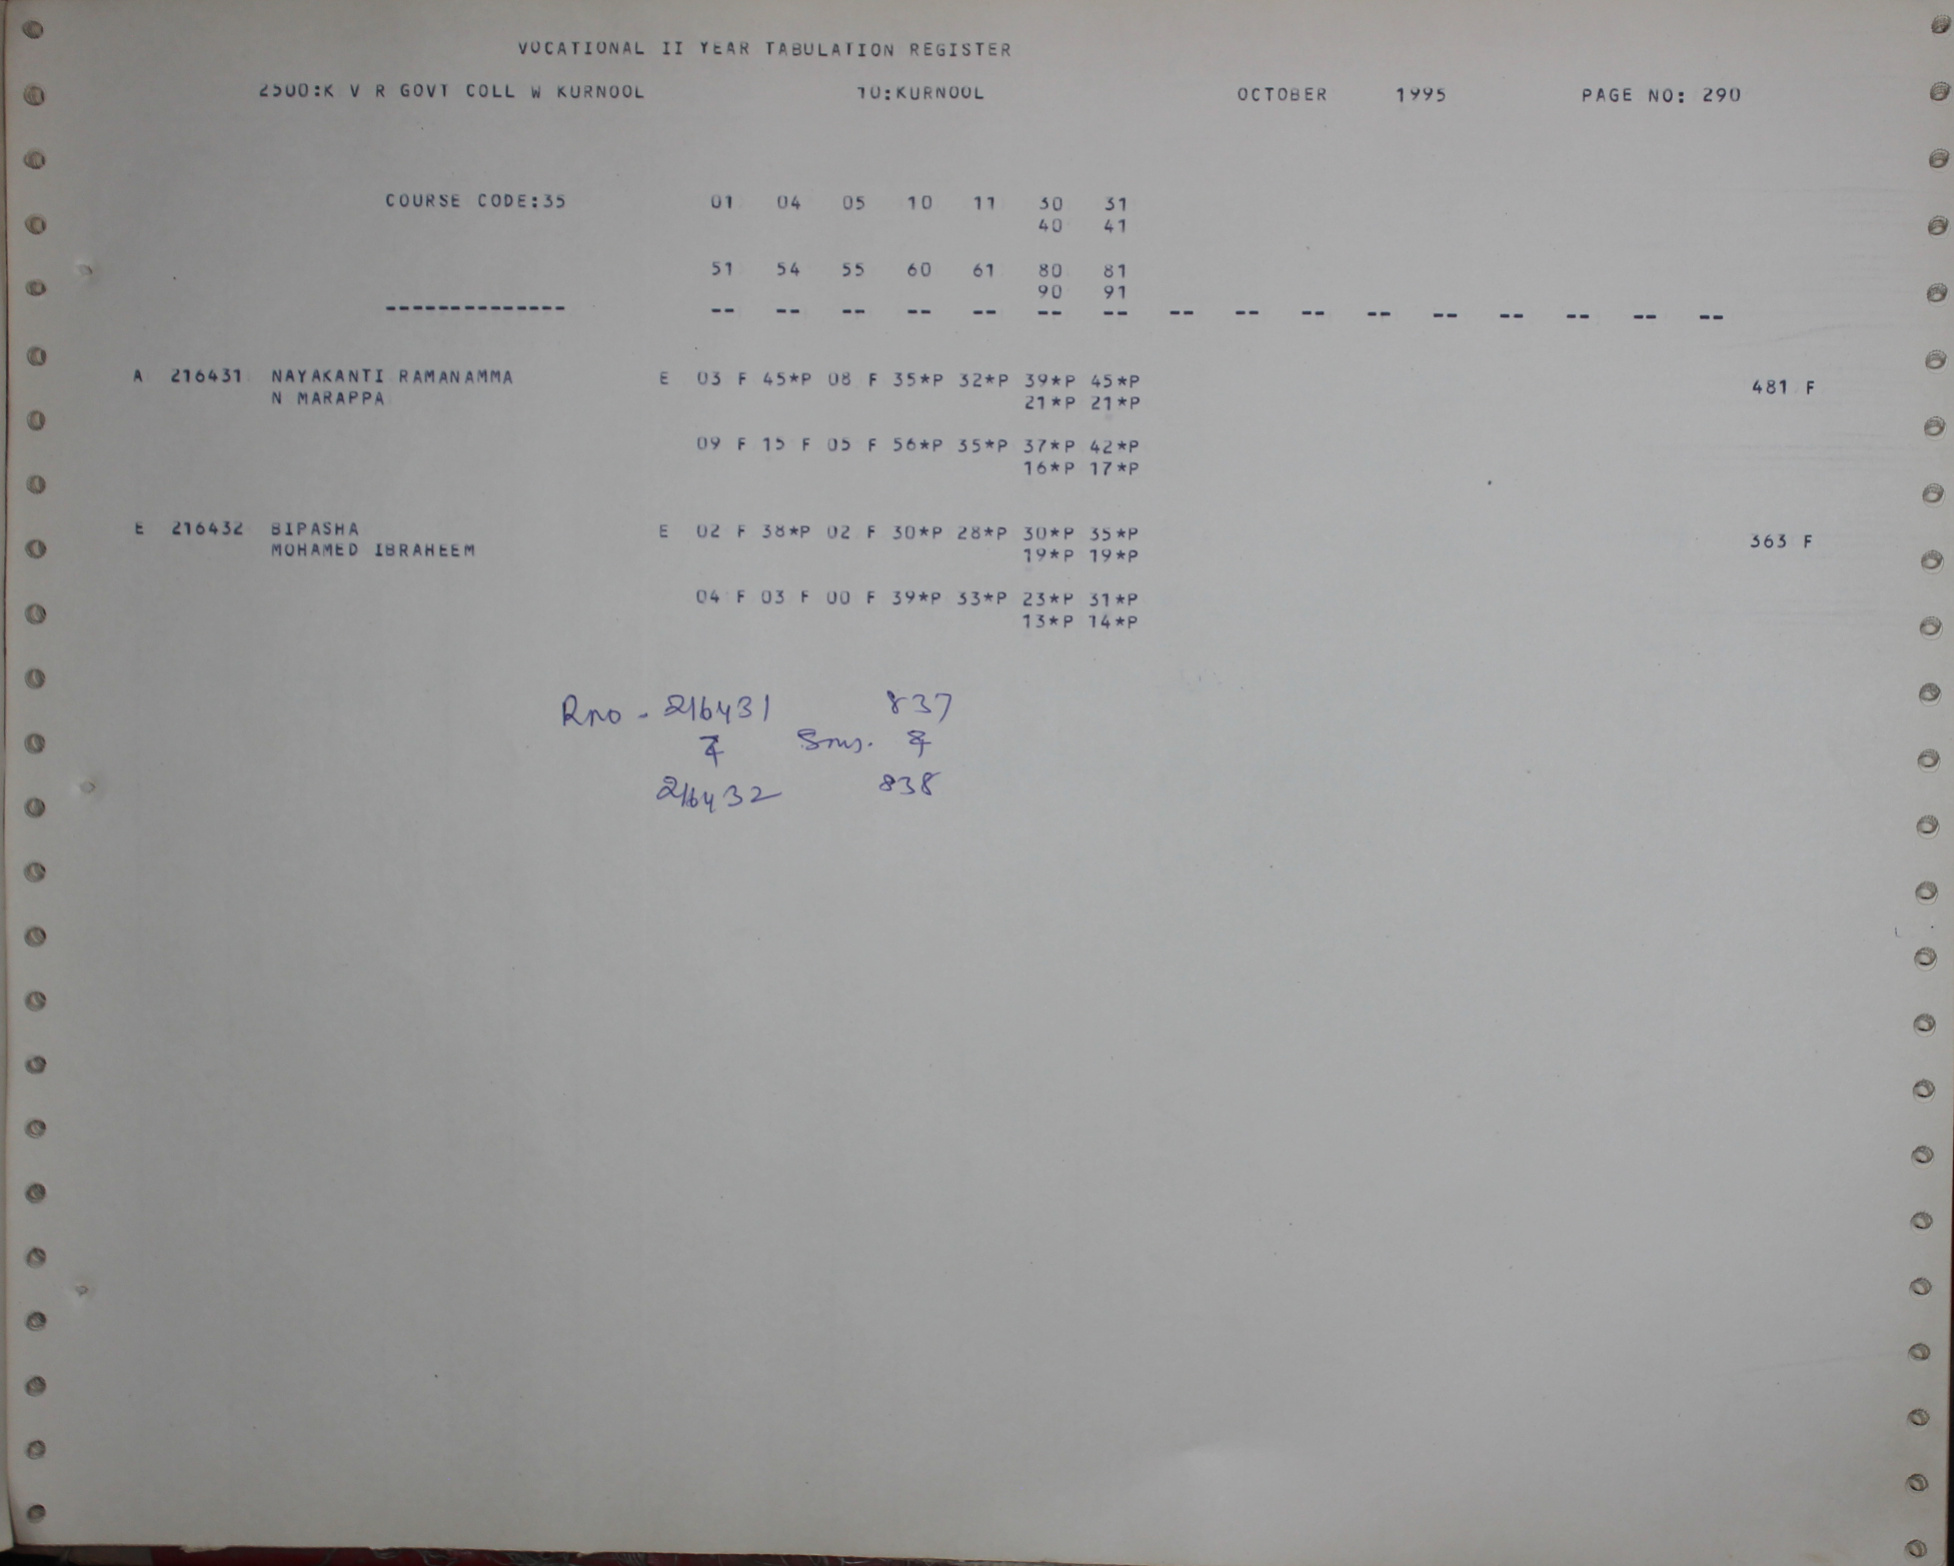 VOCATIONAL II YEAR TABULATION REGISTER
2500:K V R GOVT COLL W KURNOOL 10:KURNOOL OCTOBER 1995 PAGE NO: 290
COURSE CODE:35 01 04 05 10 11 30 31
40 41
51 54 55 60 61 80 81
90 91
-------------- -- -- -- -- -- -- -- -- -- -- -- -- -- -- -- --
A 216431 NAYAKANTI RAMANAMMA E 03 F 45*P 08 F 35*P 32*P 39*P 45*P 481 F
N MARAPPA 21*P 21*P
09 F 15 F 05 F 56*P 35*P 37*P 42*P
16*P 17*P
E 216432 BIPASHA E 02 F 38*P 02 F 30*P 28*P 30*P 35*P 363 F
MOHAMED IBRAHEEM 19*P 19*P
04 F 03 F 00 F 39*P 33*P 23*P 31*P
13*P 14*P
Rno - 216431 837
& &
216432 838